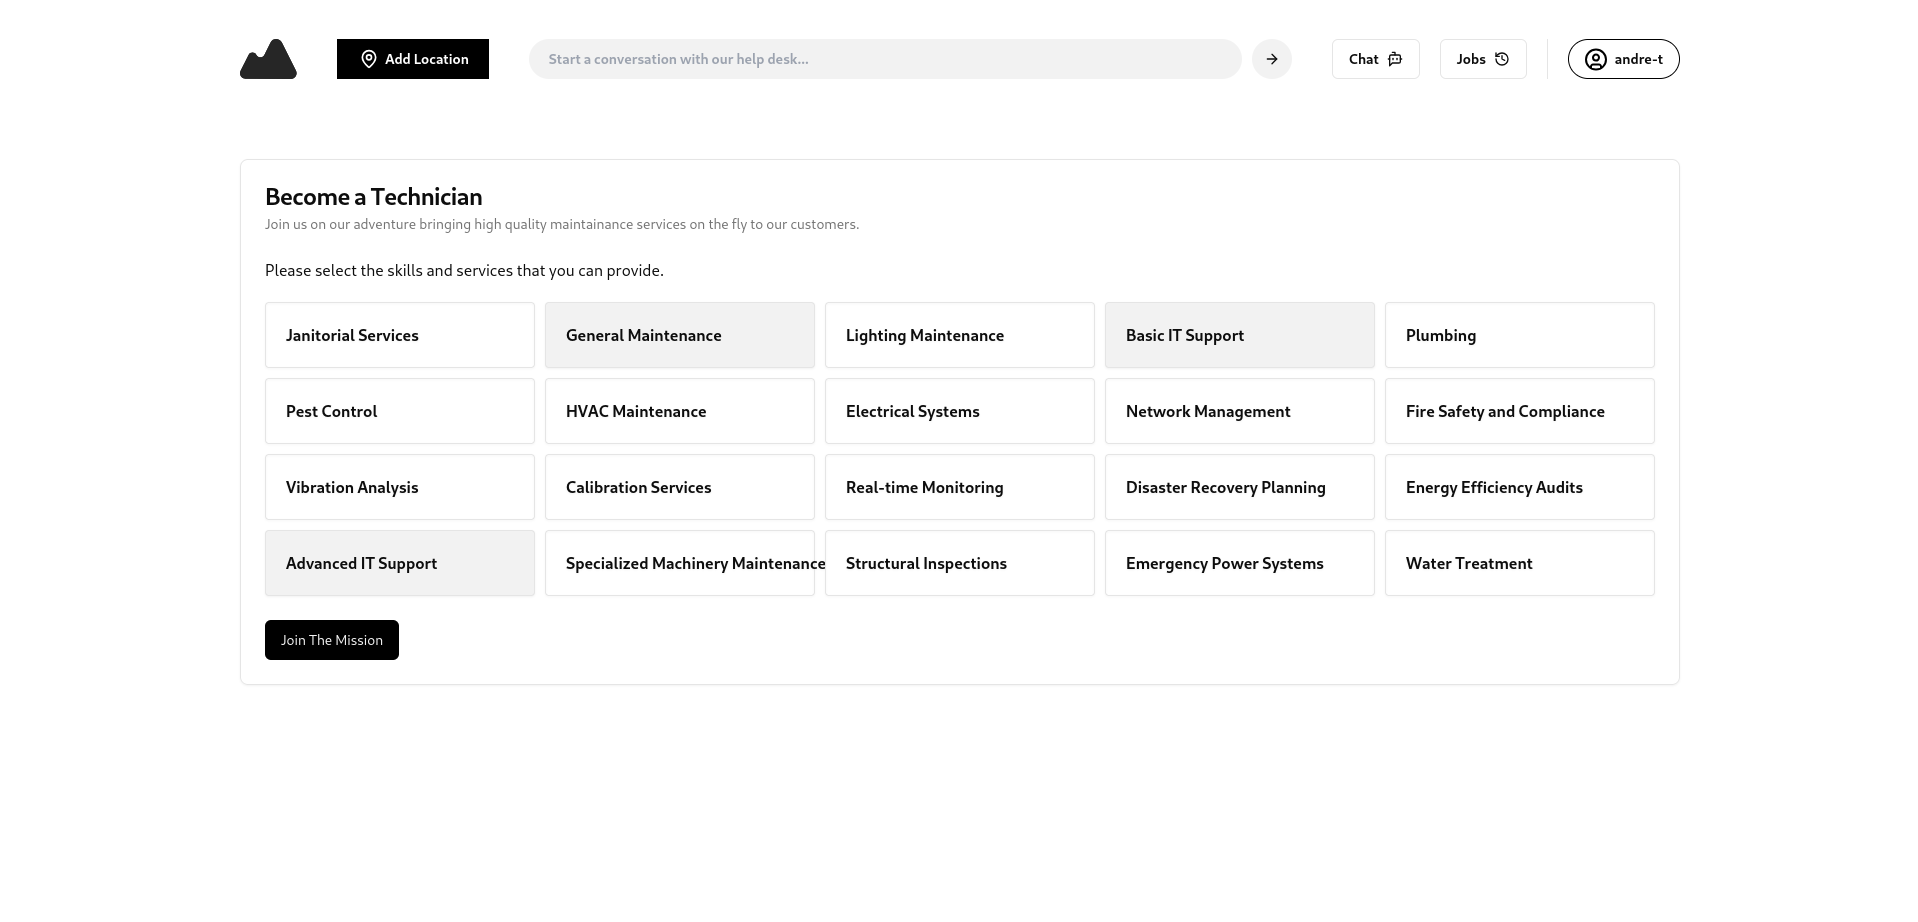 Add Location
Start a conversation with our help desk...
Chat
Jobs
andre-t
Become a Technician
Join us on our adventure bringing high quality maintainance services on the fly to our customers.
Please select the skills and services that you can provide.
Janitorial Services
General Maintenance
Lighting Maintenance
Basic IT Support
Plumbing
Pest Control
HVAC Maintenance
Electrical Systems
Network Management
Fire Safety and Compliance
Vibration Analysis
Calibration Services
Real-time Monitoring
Disaster Recovery Planning
Energy Efficiency Audits
Advanced IT Support
Specialized Machinery Maintenance
Structural Inspections
Emergency Power Systems
Water Treatment
Join The Mission